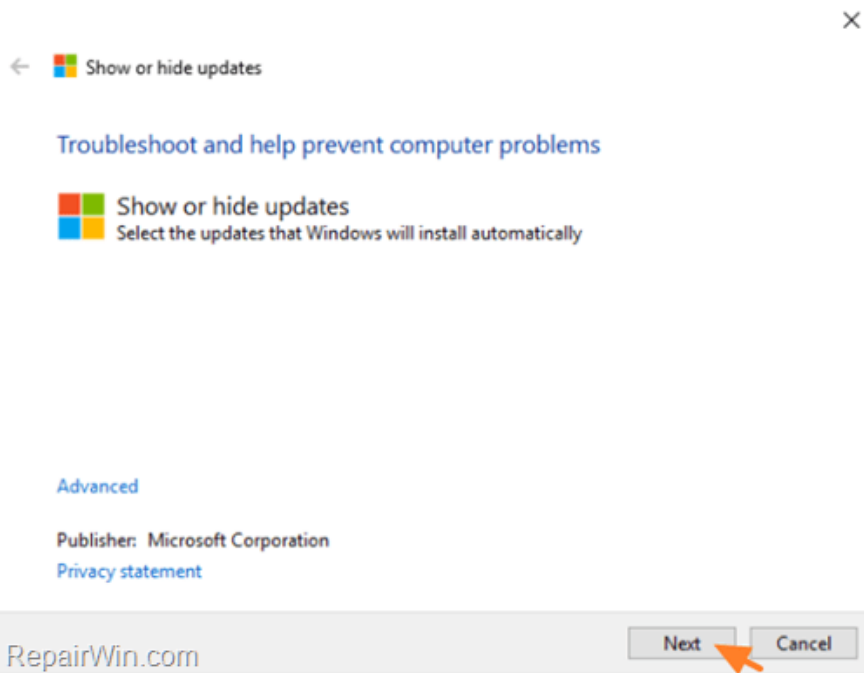 Show or hide updates
Troubleshoot and help prevent computer problems
Show or hide updates
Select the updates that Windows will install automatically
Advanced
Publisher: Microsoft Corporation
Privacy statement
Next
Cancel
RepairWin.com